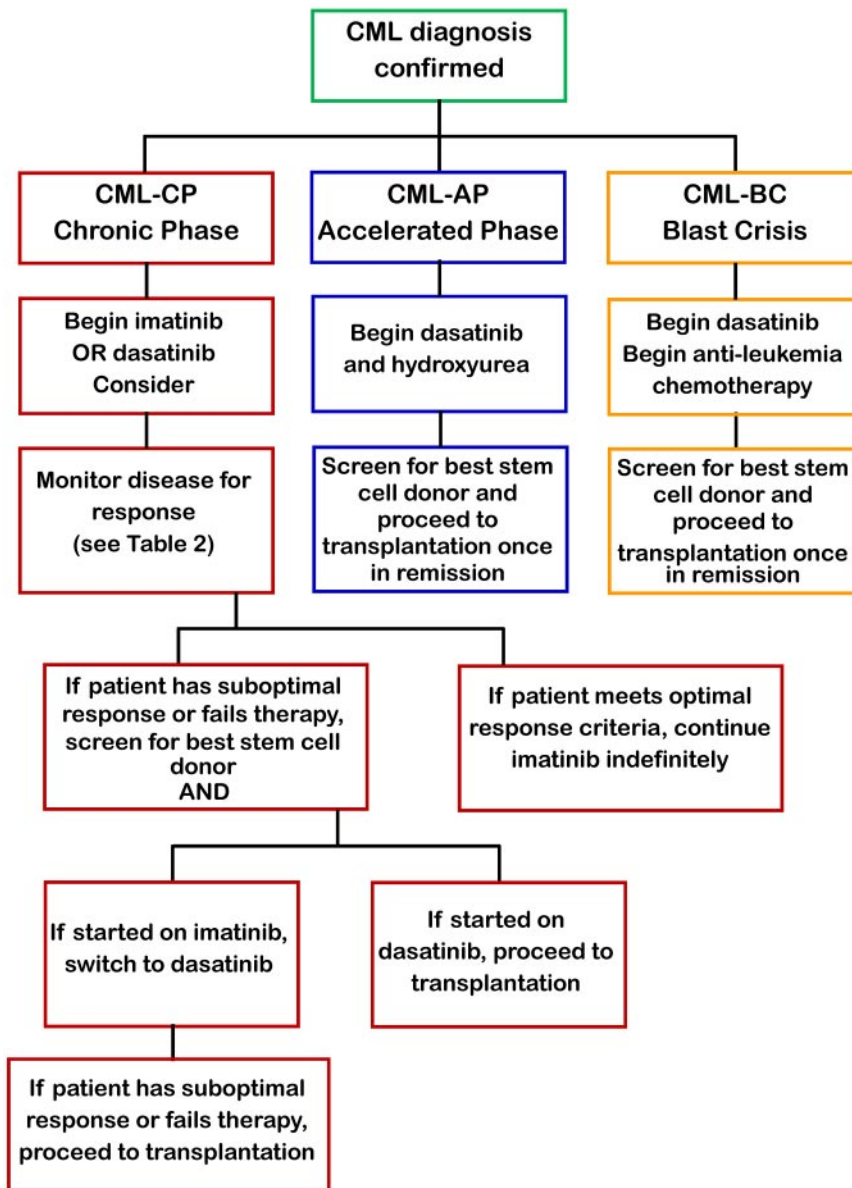 CML diagnosis
confirmed
CML-CP
Chronic Phase
CML-AP
Accelerated Phase
CML-BC
Blast Crisis
Begin imatinib
OR dasatinib
Consider
Begin dasatinib
and hydroxyurea
Begin dasatinib
Begin anti-leukemia
chemotherapy
Monitor disease for
response
(see Table 2)
Screen for best stem
cell donor and
proceed to
transplantation once
in remission
Screen for best stem
cell donor and
proceed to
transplantation once
in remission
If patient has suboptimal
response or fails therapy,
screen for best stem cell
donor
AND
If patient meets optimal
response criteria, continue
imatinib indefinitely
If started on imatinib,
switch to dasatinib
If started on
dasatinib, proceed to
transplantation
If patient has suboptimal
response or fails therapy,
proceed to transplantation